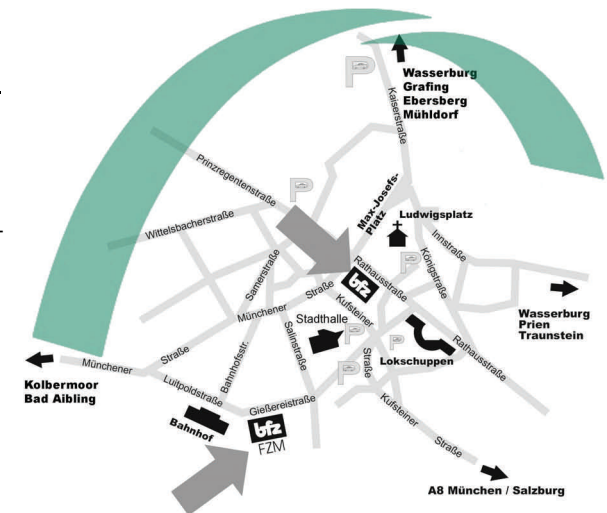 P
Wasserburg
Grafing
Ebersberg
Mühldorf
Kaiserstraße
Prinzregentenstraße
P
Max-Josefs-
Platz
Ludwigsplatz
Wittelsbacherstraße
Innstraße
Königstraße
P
Samerstraße
Rathausstraße
bfz
Münchener
Straße
Kufsteiner
Wasserburg
Prien
Traunstein
Stadthalle
P
Salinstraße
P
Lokschuppen
Rathausstraße
Straße
Münchener
Bahnhofsstr.
Straße
P
Kolbermoor
Bad Aibling
Luitpoldstraße
Gießereistraße
Kufsteiner
Bahnhof
bfz
FZM
Straße
A8 München / Salzburg